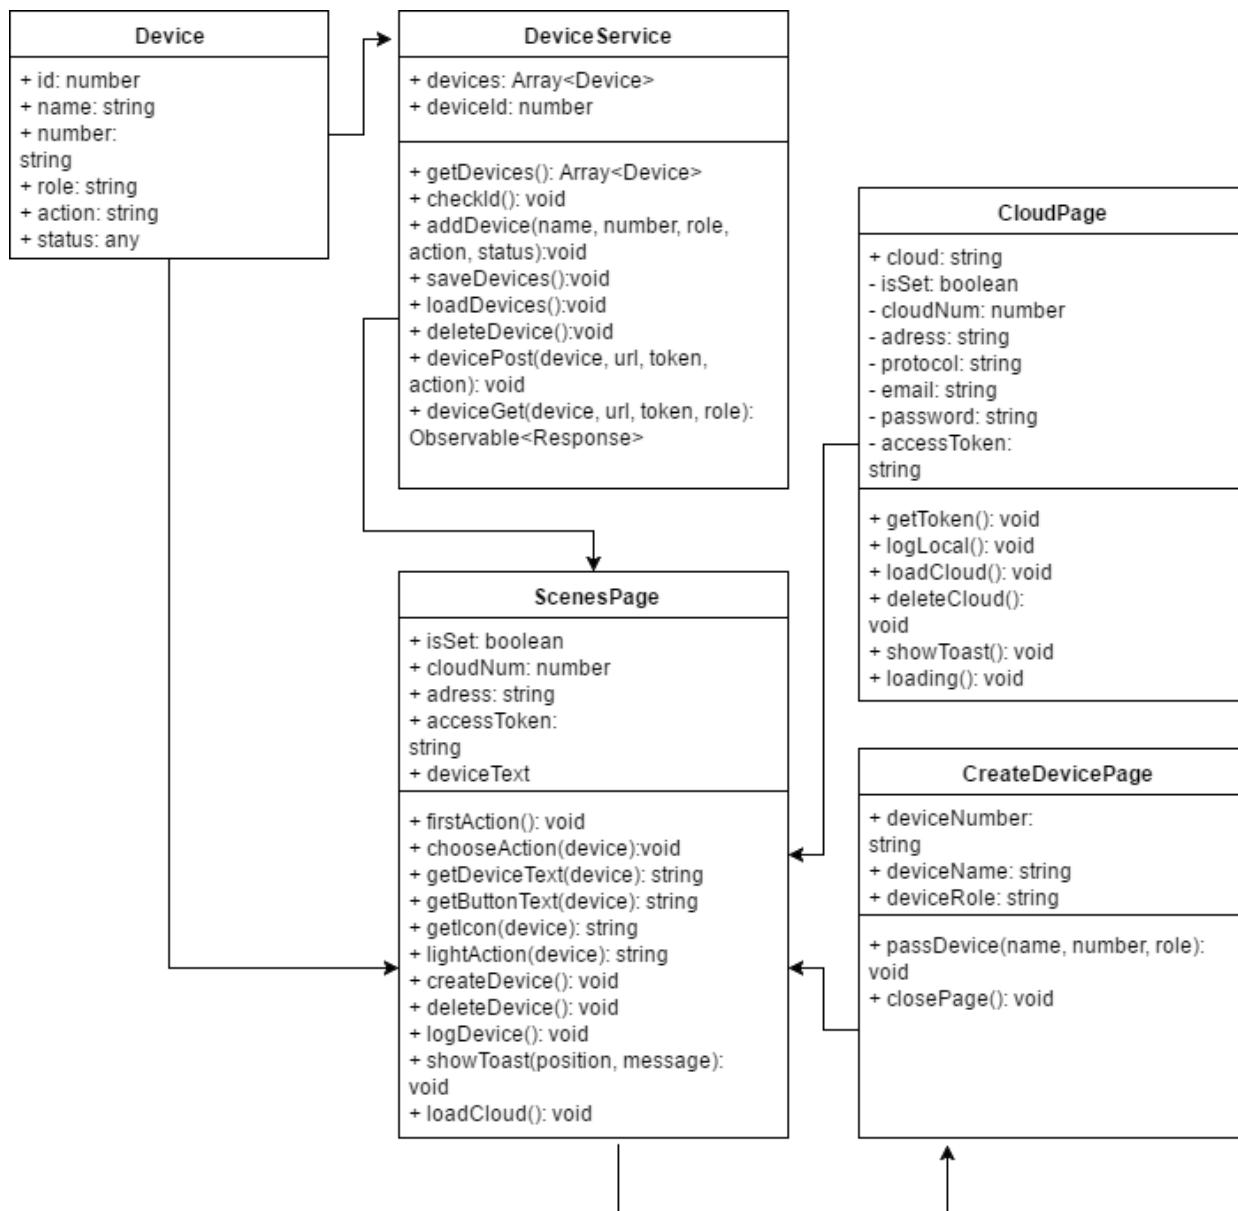 Device
+ id: number
+ name: string
+ number:
string
+ role: string
+ action: string
+ status: any
DeviceService
+ devices: Array<Device>
+ deviceId: number
+ getDevices(): Array<Device>
+ checkId(): void
+ addDevice(name, number, role,
action, status):void
+ saveDevices():void
+ loadDevices():void
+ deleteDevice():void
+ devicePost(device, url, token,
action): void
+ deviceGet(device, url, token, role):
Observable<Response>
CloudPage
+ cloud: string
- isSet: boolean
- cloudNum: number
- adress: string
- protocol: string
- email: string
- password: string
- accessToken:
string
+ getToken(): void
+ logLocal(): void
+ loadCloud(): void
+ deleteCloud():
void
+ showToast(): void
+ loading(): void
ScenesPage
+ isSet: boolean
+ cloudNum: number
+ adress: string
+ accessToken:
string
+ deviceText
+ firstAction(): void
+ chooseAction(device):void
+ getDeviceText(device): string
+ getButtonText(device): string
+ getIcon(device): string
+ lightAction(device): string
+ createDevice(): void
+ deleteDevice(): void
+ logDevice(): void
+ showToast(position, message):
void
+ loadCloud(): void
CreateDevicePage
+ deviceNumber:
string
+ deviceName: string
+ deviceRole: string
+ passDevice(name, number, role):
void
+ closePage(): void